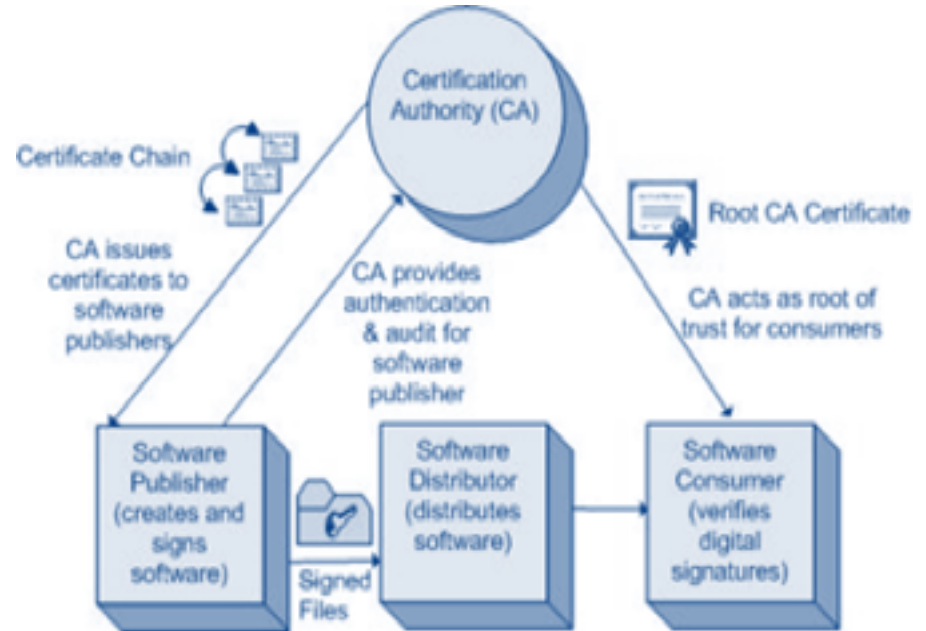 Certification
Authority (CA)
Certificate Chain
Root CA Certificate
CA issues
certificates to
software
publishers
CA provides
authentication
& audit for
software
publisher
CA acts as root of
trust for consumers
Software
Publisher
(creates and
signs
software)
Signed
Files
Software
Distributor
(distributes
software)
Software
Consumer
(verifies
digital
signatures)